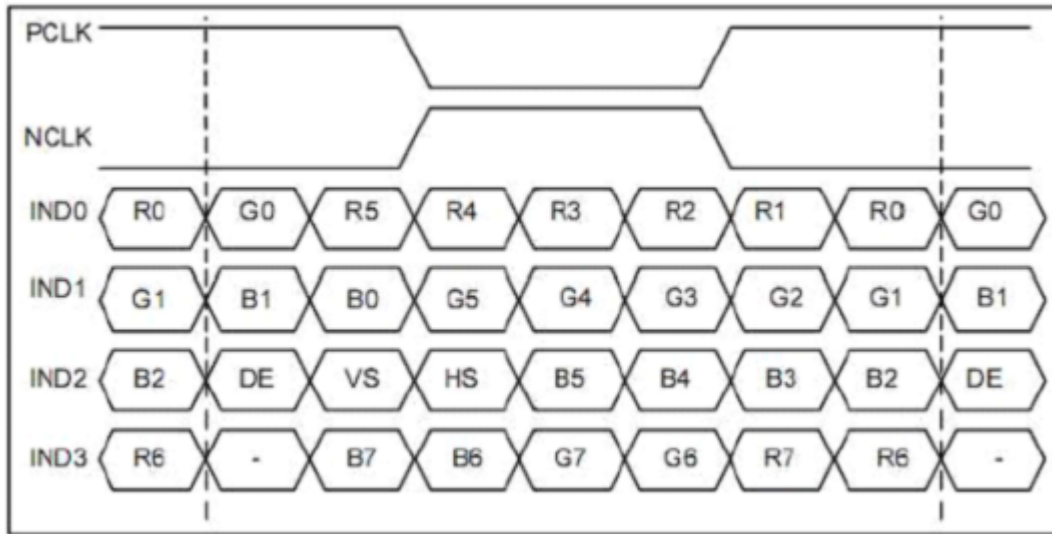 PCLK
NCLK
IND0 R0 G0 R5 R4 R3 R2 R1 R0 G0
IND1 G1 B1 B0 G5 G4 G3 G2 G1 B1
IND2 B2 DE VS HS B5 B4 B3 B2 DE
IND3 R6 - B7 B6 G7 G6 R7 R6 -